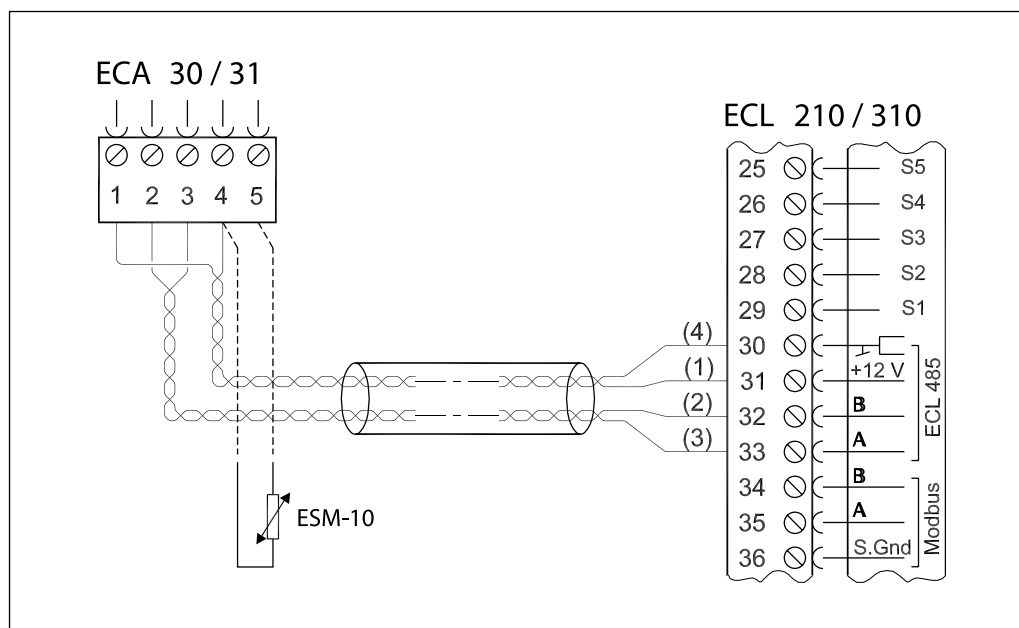 ECA 30 / 31
1 2 3 4 5
ESM-10
(4)
(1)
(2)
(3)
ECL 210 / 310
25 S5
26 S4
27 S3
28 S2
29 S1
30
31 +12 V
32 B
33 A
ECL 485
34 B
35 A
36 S.Gnd
Modbus